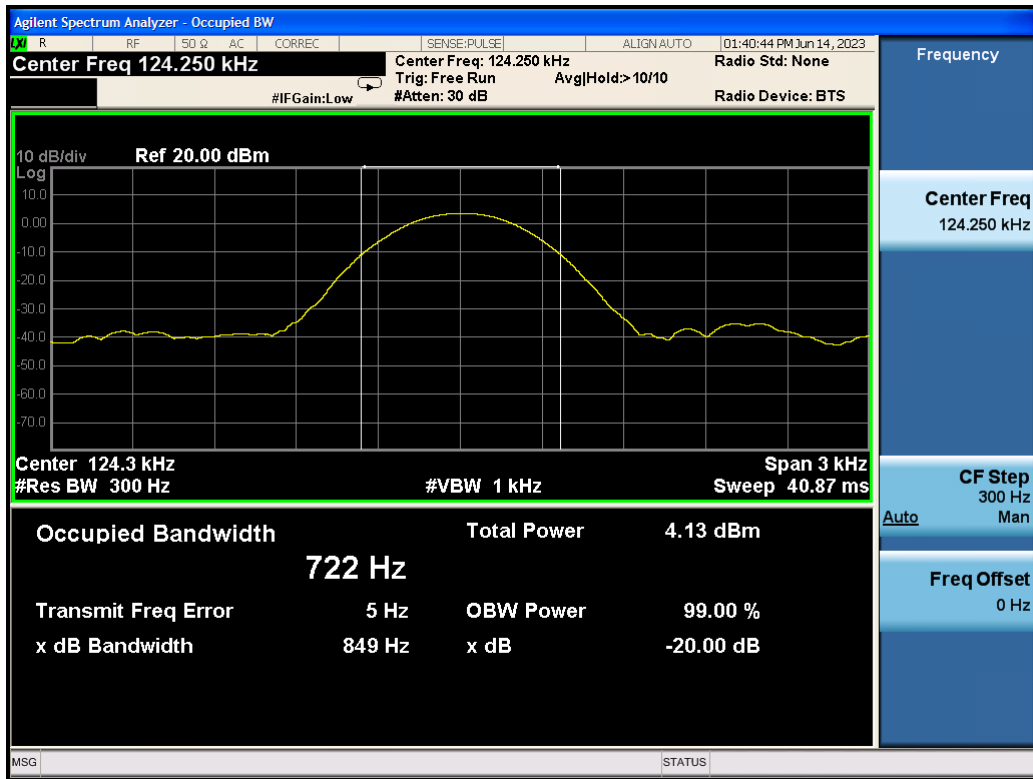 Agilent Spectrum Analyzer - Occupied BW
LXI R RF 50 Ω AC CORREC SENSE:PULSE ALIGN AUTO 01:40:44 PM Jun 14, 2023
Center Freq 124.250 kHz
Center Freq: 124.250 kHz
Radio Std: None
Trig: Free Run Avg|Hold:>10/10
#IFGain:Low
#Atten: 30 dB
Radio Device: BTS
10 dB/div Ref 20.00 dBm
Log
10.0
0.00
-10.0
-20.0
-30.0
-40.0
-50.0
-60.0
-70.0
Center 124.3 kHz Span 3 kHz
#Res BW 300 Hz #VBW 1 kHz Sweep 40.87 ms
Occupied Bandwidth Total Power 4.13 dBm
722 Hz
Transmit Freq Error 5 Hz OBW Power 99.00 %
x dB Bandwidth 849 Hz x dB -20.00 dB
Frequency
Center Freq
124.250 kHz
CF Step
300 Hz
Auto Man
Freq Offset
0 Hz
MSG STATUS